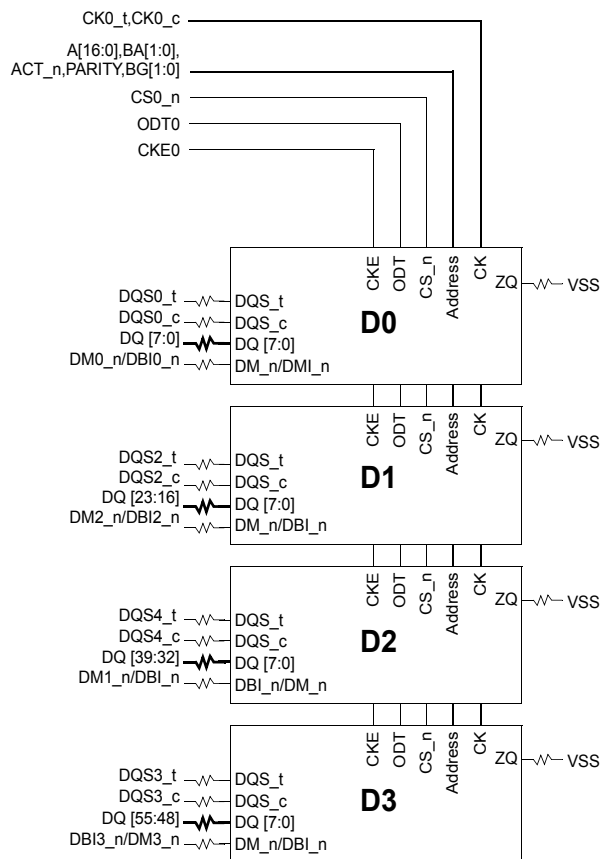 CK0_t,CK0_c
A[16:0],BA[1:0],
ACT_n,PARITY,BG[1:0]
CS0_n
ODT0
CKE0
CKE ODT CS_n Address CK
ZQ VSS
D0
DQS0_t DQS_t
DQS0_c DQS_c
DQ [7:0] DQ [7:0]
DM0_n/DBI0_n DM_n/DMI_n
CKE ODT CS_n Address CK
ZQ VSS
D1
DQS2_t DQS_t
DQS2_c DQS_c
DQ [23:16] DQ [7:0]
DM2_n/DBI2_n DM_n/DBI_n
CKE ODT CS_n Address CK
ZQ VSS
D2
DQS4_t DQS_t
DQS4_c DQS_c
DQ [39:32] DQ [7:0]
DM1_n/DBI_n DBI_n/DM_n
CKE ODT CS_n Address CK
ZQ VSS
D3
DQS3_t DQS_t
DQS3_c DQS_c
DQ [55:48] DQ [7:0]
DBI3_n/DM3_n DM_n/DBI_n